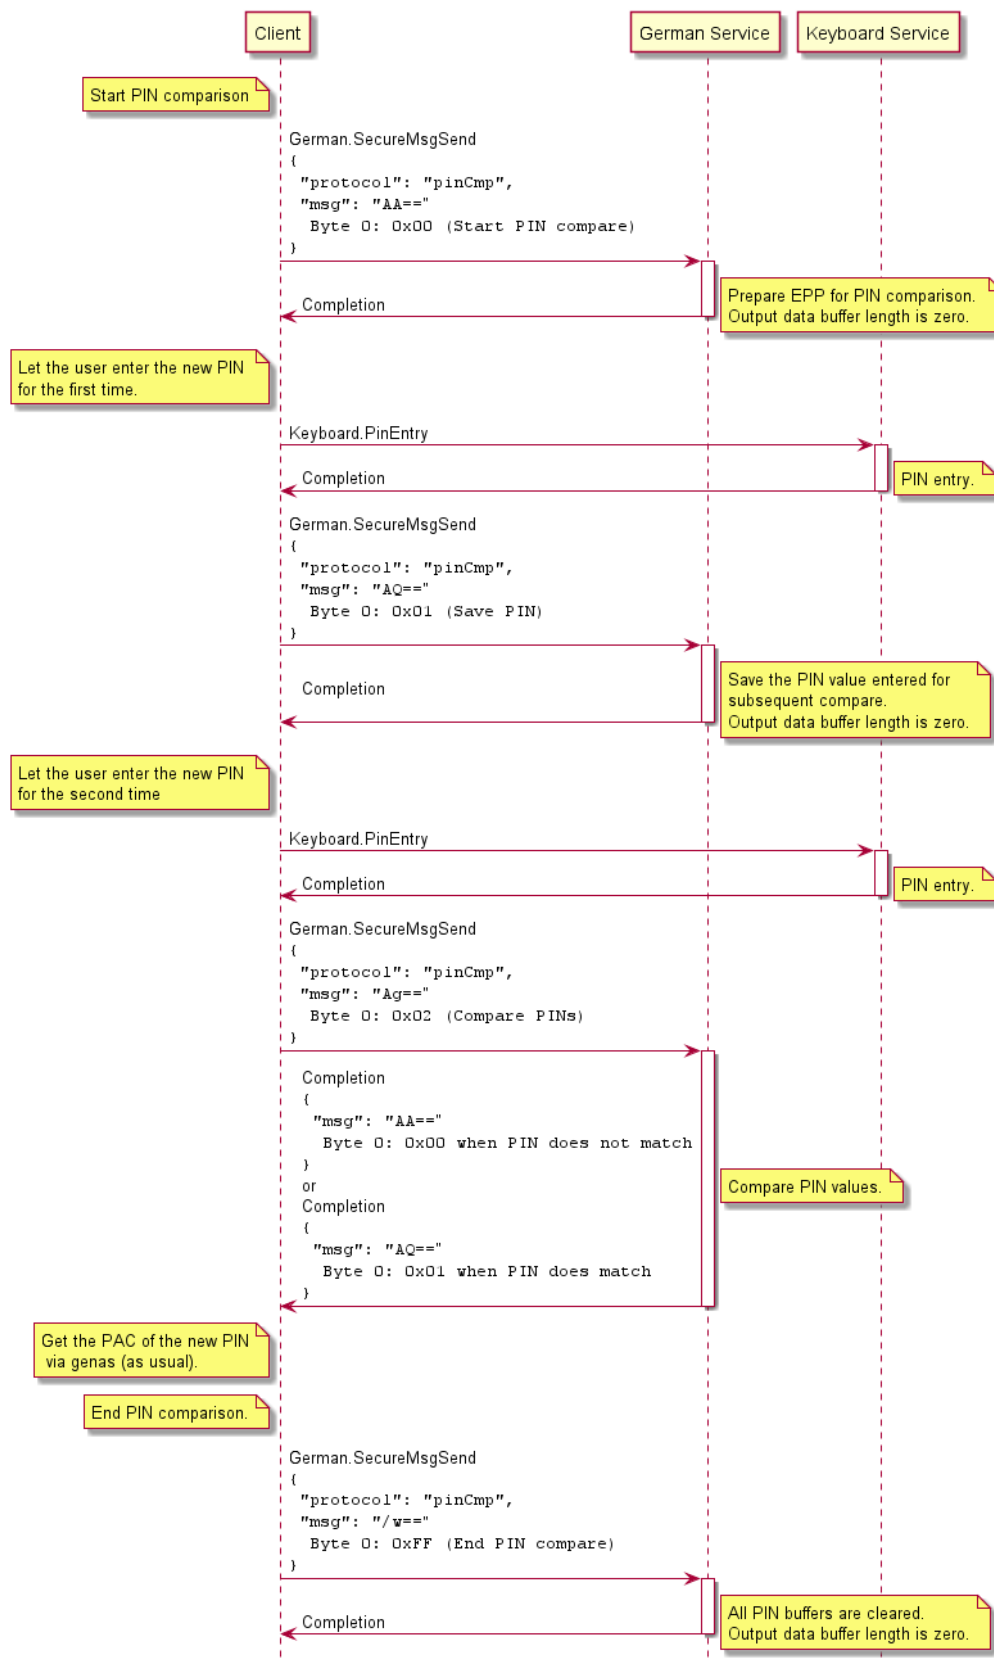 Client
German Service
Keyboard Service
Start PIN comparison
German.SecureMsgSend
{
"protocol": "pinCmp",
"msg": "AA=="
Byte 0: 0x00 (Start PIN compare)
}
Prepare EPP for PIN comparison.
Output data buffer length is zero.
Completion
Let the user enter the new PIN
for the first time.
Keyboard.PinEntry
PIN entry.
Completion
German.SecureMsgSend
{
"protocol": "pinCmp",
"msg": "AQ=="
Byte 0: 0x01 (Save PIN)
}
Save the PIN value entered for
subsequent compare.
Output data buffer length is zero.
Completion
Let the user enter the new PIN
for the second time
Keyboard.PinEntry
PIN entry.
Completion
German.SecureMsgSend
{
"protocol": "pinCmp",
"msg": "Ag=="
Byte 0: 0x02 (Compare PINs)
}
Completion
{
"msg": "AA=="
Byte 0: 0x00 when PIN does not match
}
or
Completion
{
"msg": "AQ=="
Byte 0: 0x01 when PIN does match
}
Compare PIN values.
Get the PAC of the new PIN
via genas (as usual).
End PIN comparison.
German.SecureMsgSend
{
"protocol": "pinCmp",
"msg": "/w=="
Byte 0: 0xFF (End PIN compare)
}
All PIN buffers are cleared.
Output data buffer length is zero.
Completion